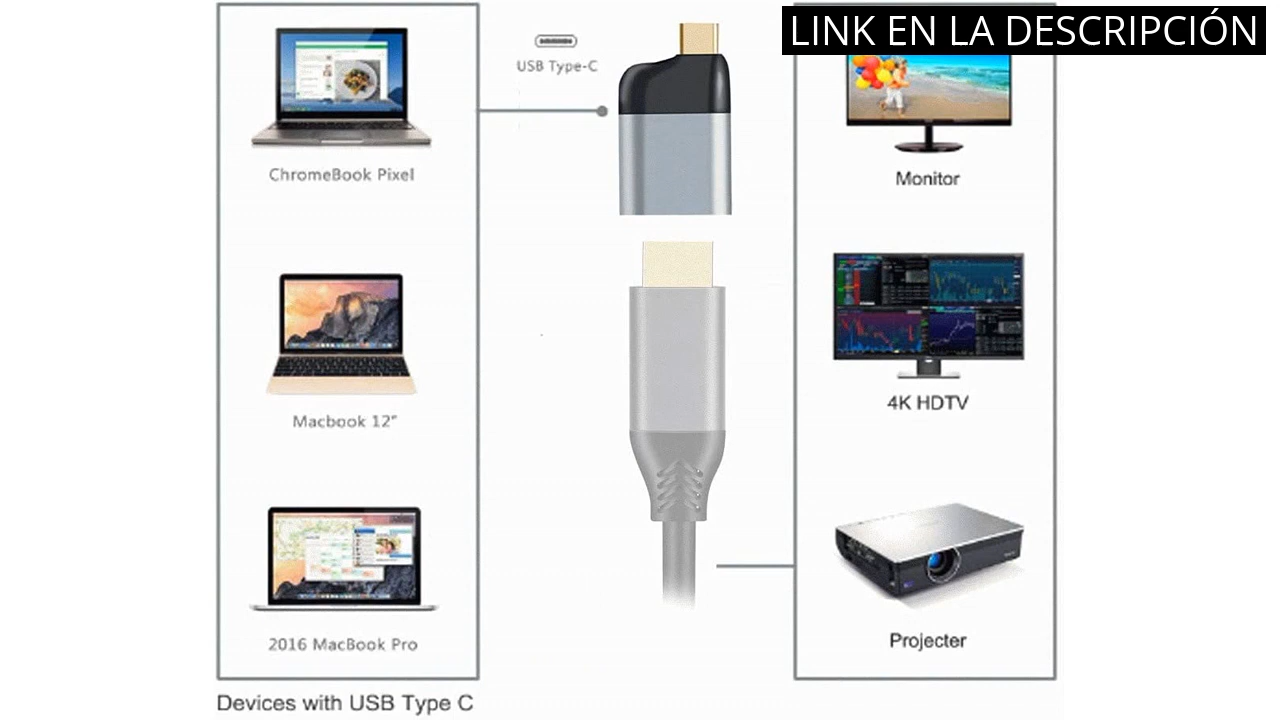 LINK EN LA DESCRIPCIÓN
USB Type-C
ChromeBook Pixel
Monitor
Macbook 12"
4K HDTV
2016 MacBook Pro
Projecter
Devices with USB Type C